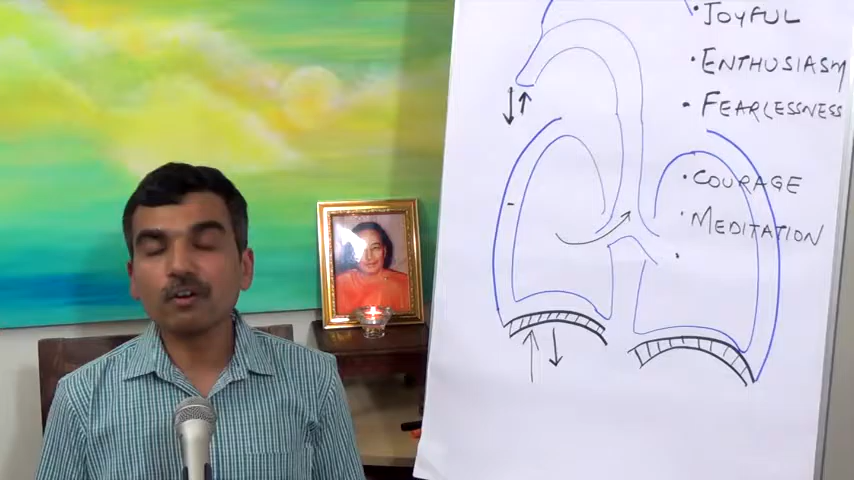 • JOYFUL
• ENTHUSIASM
• FEARLESSNESS
• COURAGE
• MEDITATION